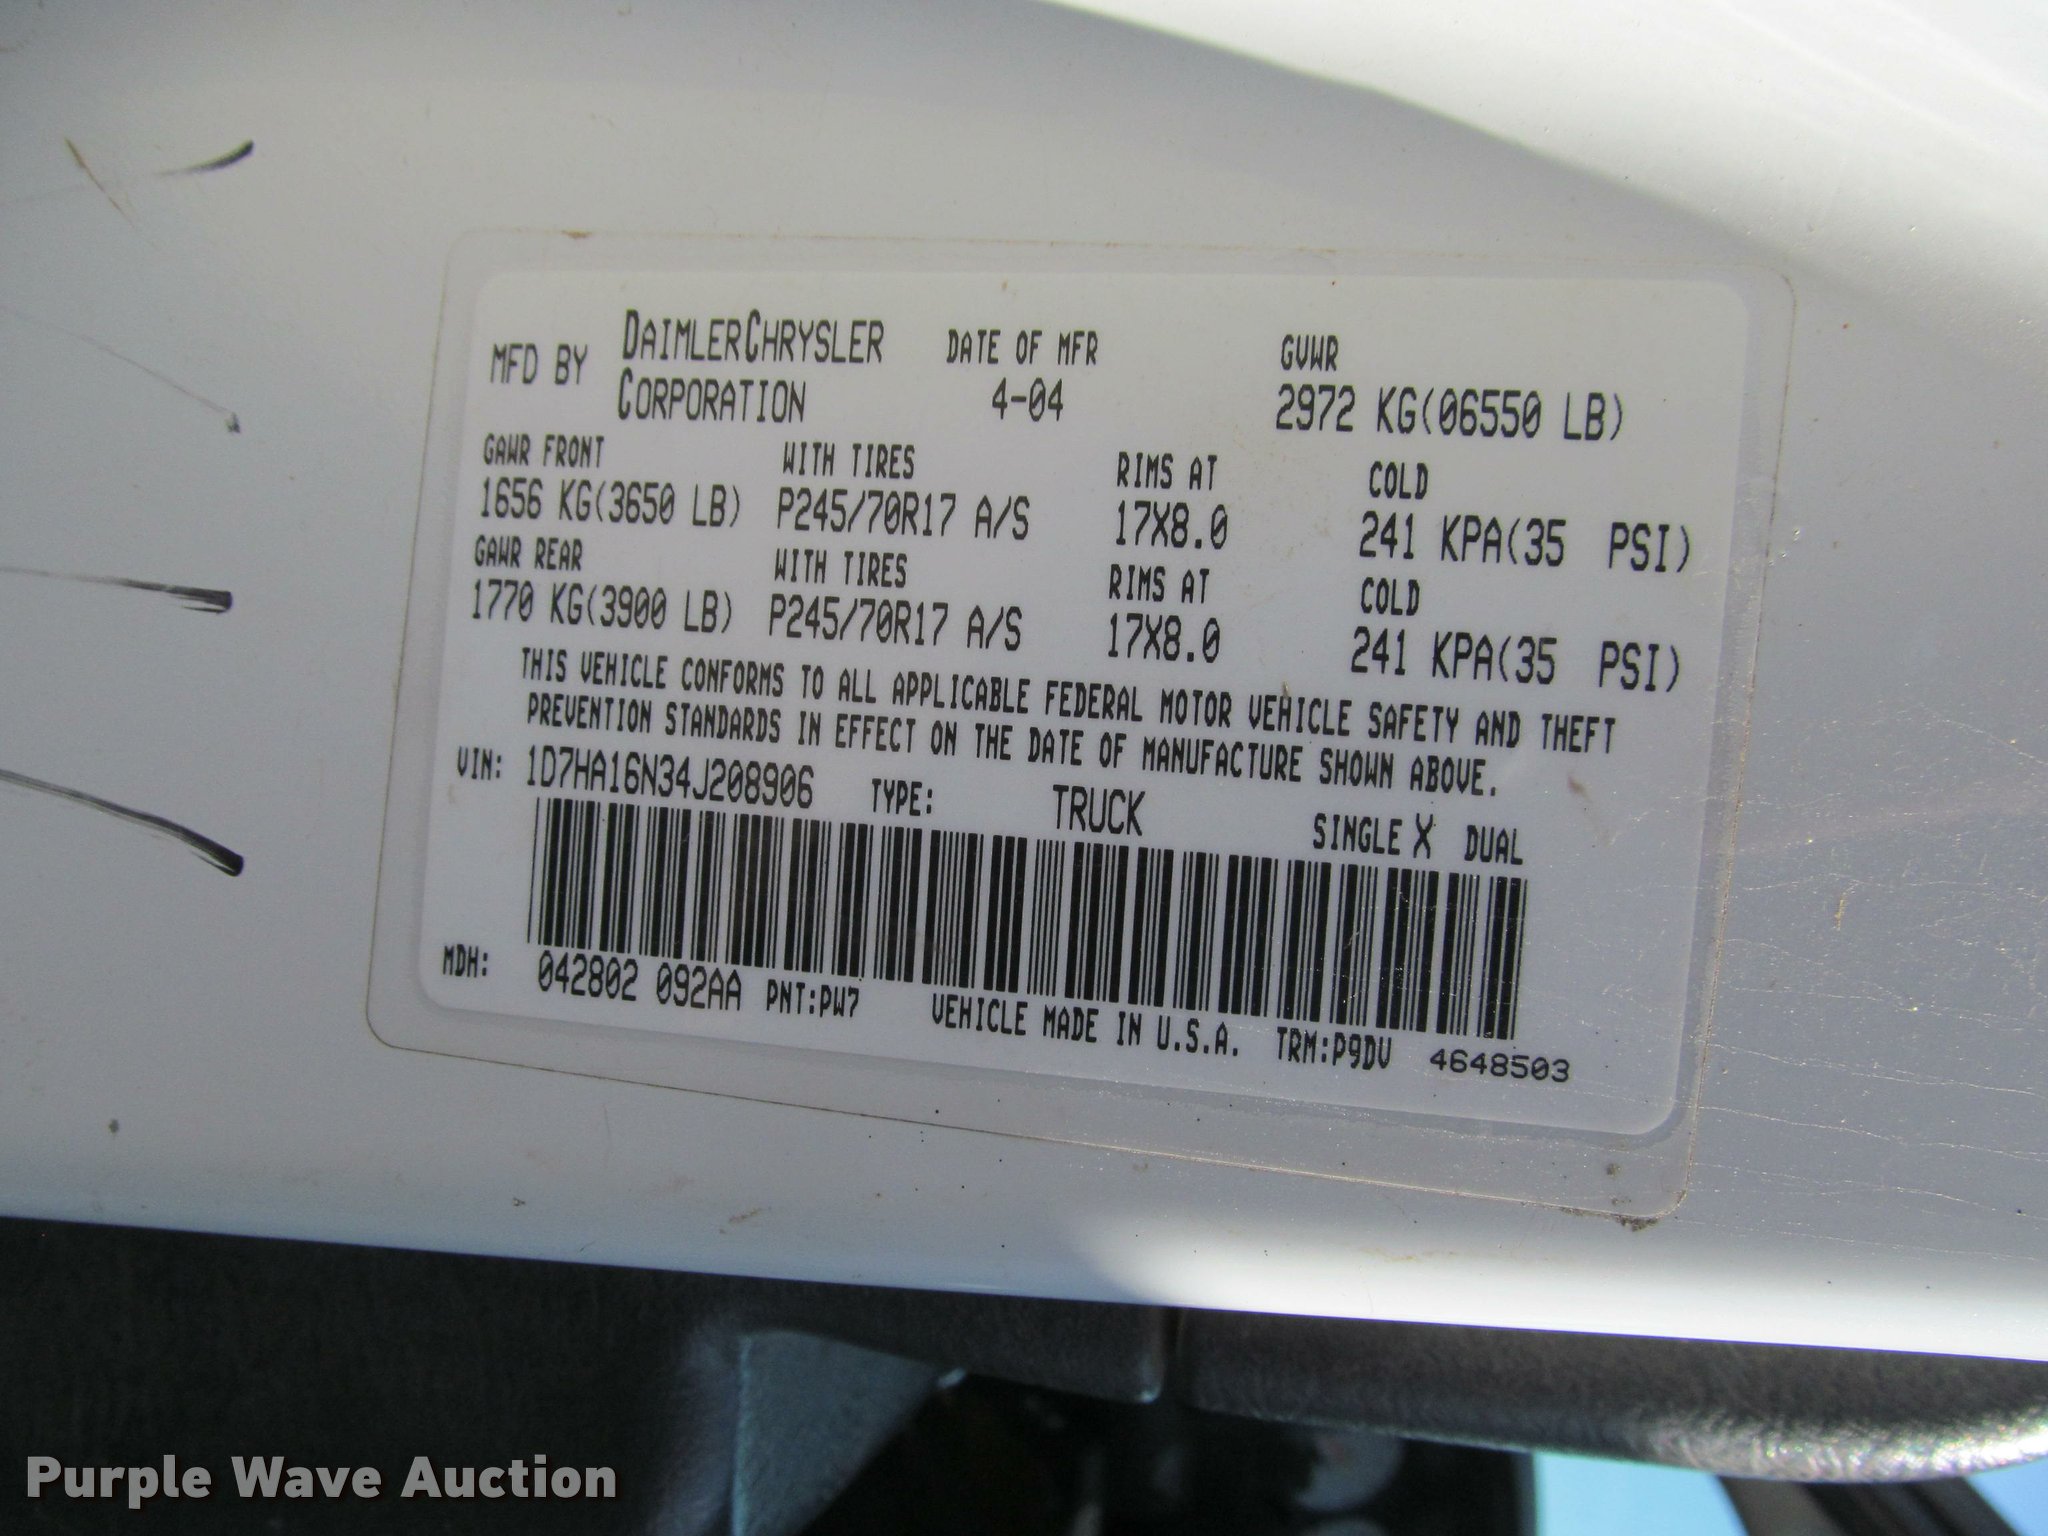 MFD BY DAIMLERCHRYSLER CORPORATION DATE OF MFR 4-04 GVWR 2972 KG(06550 LB)
GAWR FRONT WITH TIRES RIMS AT COLD
1656 KG(3650 LB) P245/70R17 A/S 17X8.0 241 KPA(35 PSI)
GAWR REAR WITH TIRES RIMS AT COLD
1770 KG(3900 LB) P245/70R17 A/S 17X8.0 241 KPA(35 PSI)
THIS VEHICLE CONFORMS TO ALL APPLICABLE FEDERAL MOTOR VEHICLE SAFETY AND THEFT
PREVENTION STANDARDS IN EFFECT ON THE DATE OF MANUFACTURE SHOWN ABOVE.
VIN: 1D7HA16N34J208906 TYPE: TRUCK SINGLE X DUAL
MDH: 042802 092AA PNT:PW7 VEHICLE MADE IN U.S.A. TRM:P9DV 4648503
Purple Wave Auction